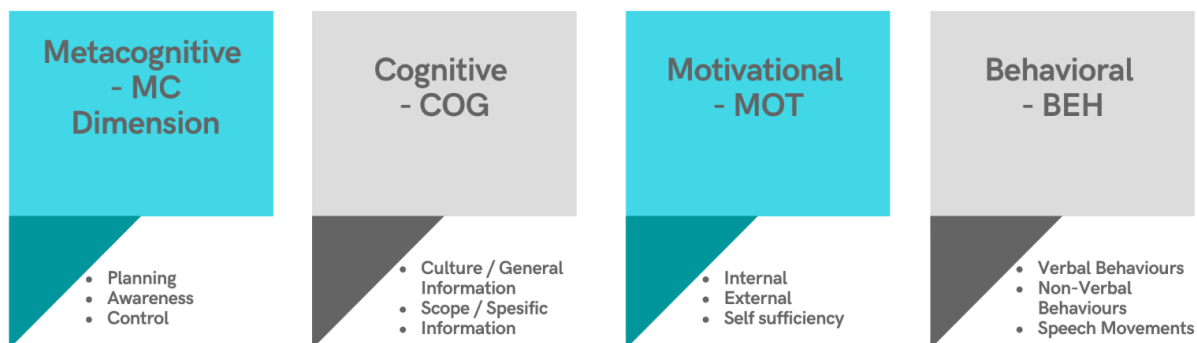 Metacognitive
- MC
Dimension
• Planning
• Awareness
• Control
Cognitive
- COG
• Culture / General
Information
• Scope / Spesific
• Information
Motivational
- MOT
• Internal
• External
• Self sufficiency
Behavioral
- BEH
• Verbal Behaviours
• Non-Verbal
Behaviours
• Speech Movements